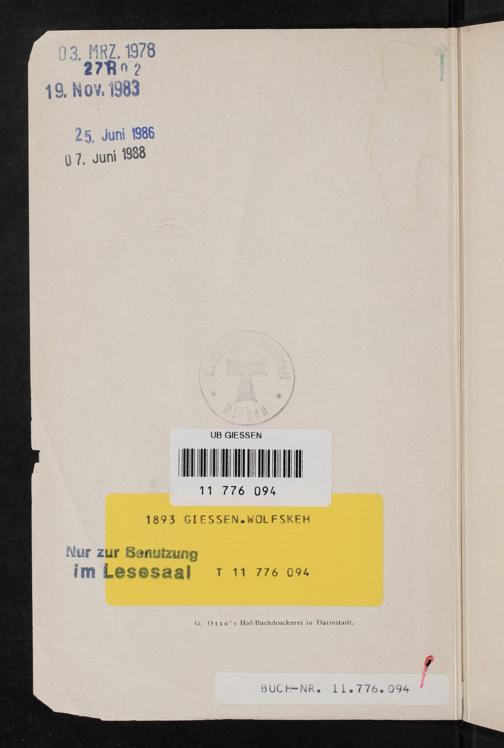 03. MRZ. 1978
19. Nov. 1983
25. Juni 1986
07. Juni 1988
Gießen
UB GIESSEN
11 776 094
1893 GIESSEN.WOLFSKEH
Nur zur Benutzung
im Lesesaal
T 11 776 094
G. Otto's Hof-Buchdruckerei in Darmstadt.
BUCH-NR. 11.776.094